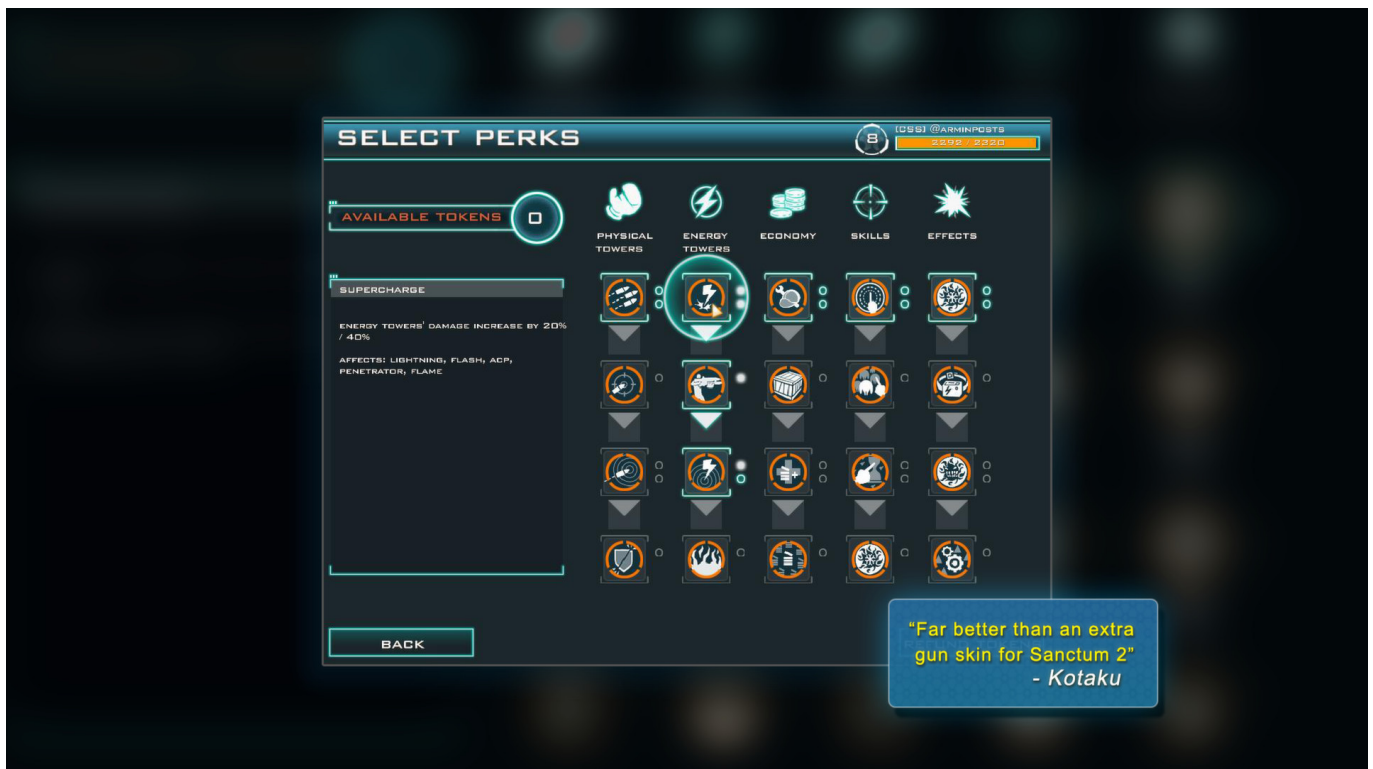 SELECT PERKS
8
[CSS] @ARMINPOSTS
2292 / 2320
AVAILABLE TOKENS
0
PHYSICAL
TOWERS
ENERGY
TOWERS
ECONOMY
SKILLS
EFFECTS
SUPERCHARGE
ENERGY TOWERS' DAMAGE INCREASE BY 20%
/ 40%
AFFECTS: LIGHTNING, FLASH, ACP,
PENETRATOR, FLAME
BACK
“Far better than an extra
gun skin for Sanctum 2”
- Kotaku